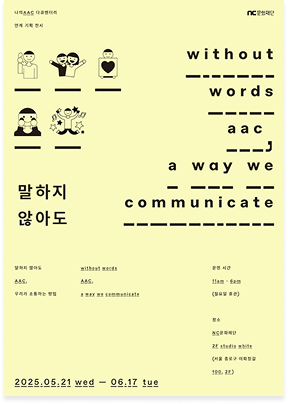 나의AAC 다큐멘터리
연계 기획 전시
nc문화재단
without
words
aac,
a way we
communicate
말하지
않아도
말하지 않아도
AAC,
우리가 소통하는 방법
without words
AAC,
a way we communicate
운영 시간
11am - 6pm
(일요일 휴관)
장소
NC문화재단
2F studio white
(서울 종로구 이화장길
100, 2F)
2025.05.21 wed — 06.17 tue